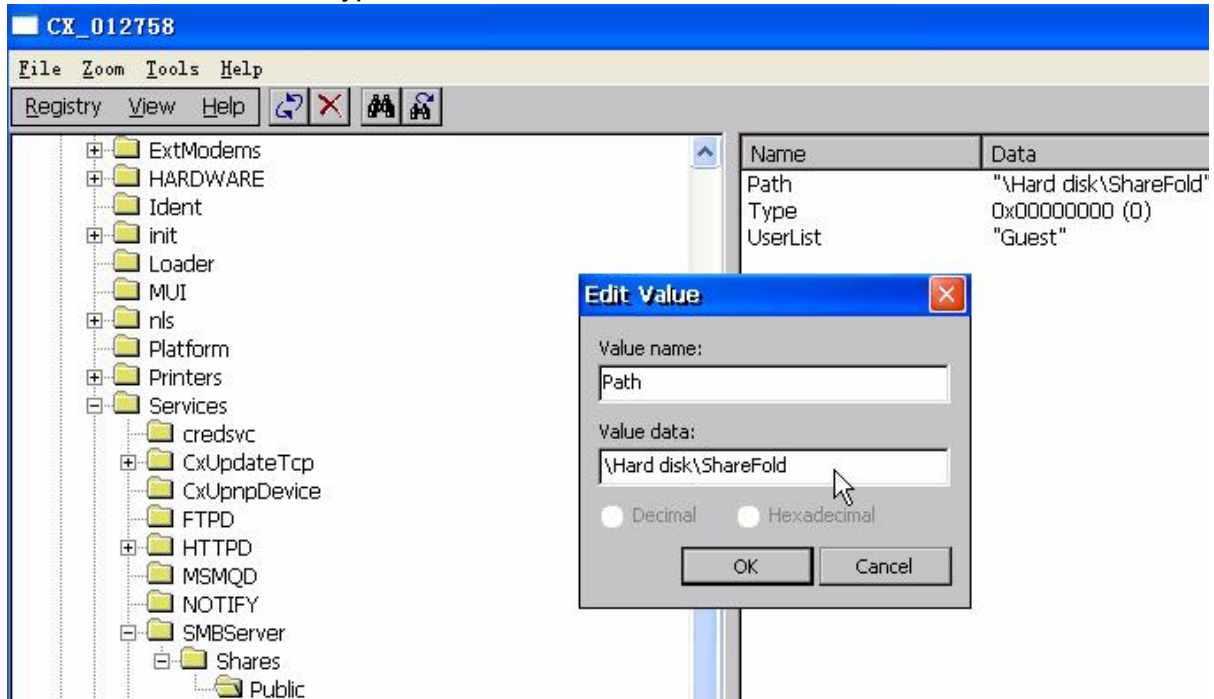 CX_012758
File Zoom Tools Help
Registry View Help
ExtModems
HARDWARE
Ident
init
Loader
MUI
nls
Platform
Printers
Services
credsvc
CxUpdateTcp
CxUpnpDevice
FTPD
HTTPD
MSMQD
NOTIFY
SMBServer
Shares
Public
Name Data
Path "\Hard disk\ShareFold"
Type 0x00000000 (0)
UserList "Guest"
Edit Value
Value name:
Path
Value data:
\Hard disk\ShareFold
Decimal Hexadecimal
OK Cancel